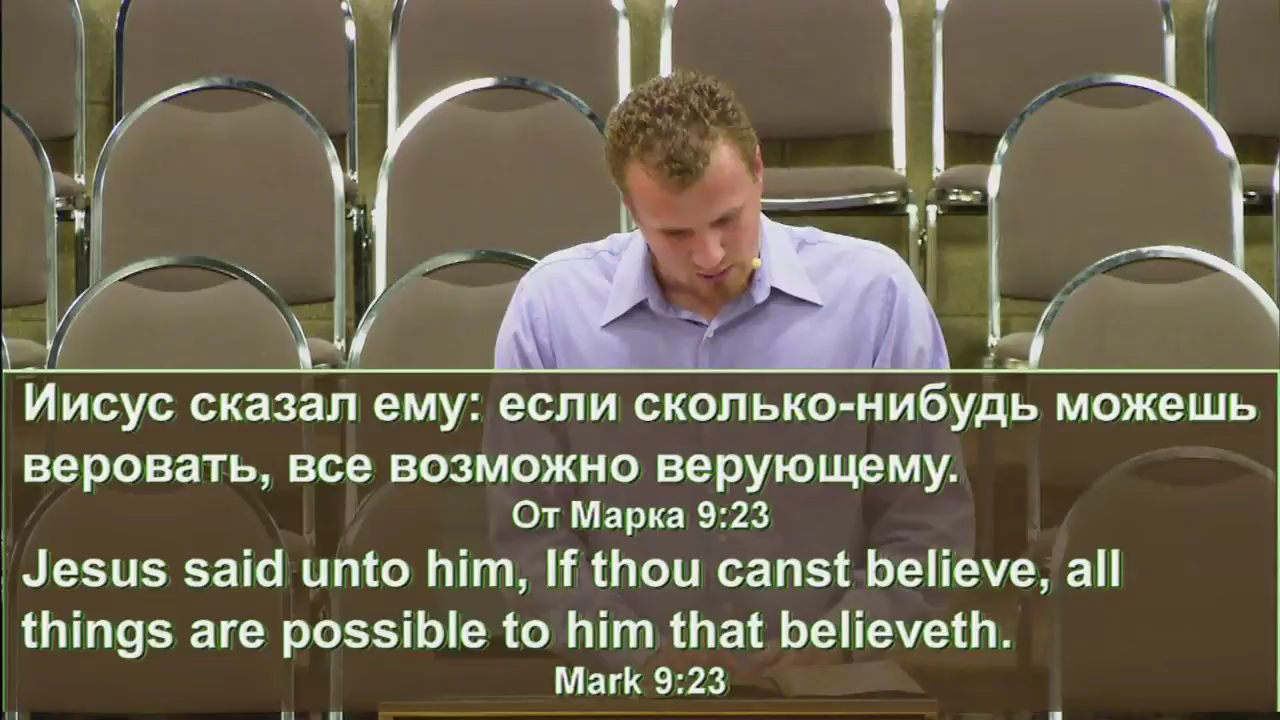 Иисус сказал ему: если сколько-нибудь можешь
веровать, все возможно верующему.
От Марка 9:23
Jesus said unto him, If thou canst believe, all
things are possible to him that believeth.
Mark 9:23